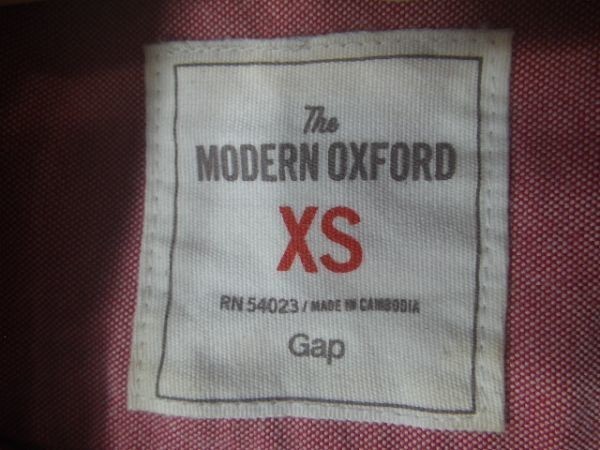 The
MODERN OXFORD
XS
RN 54023 / MADE IN CAMBODIA
Gap